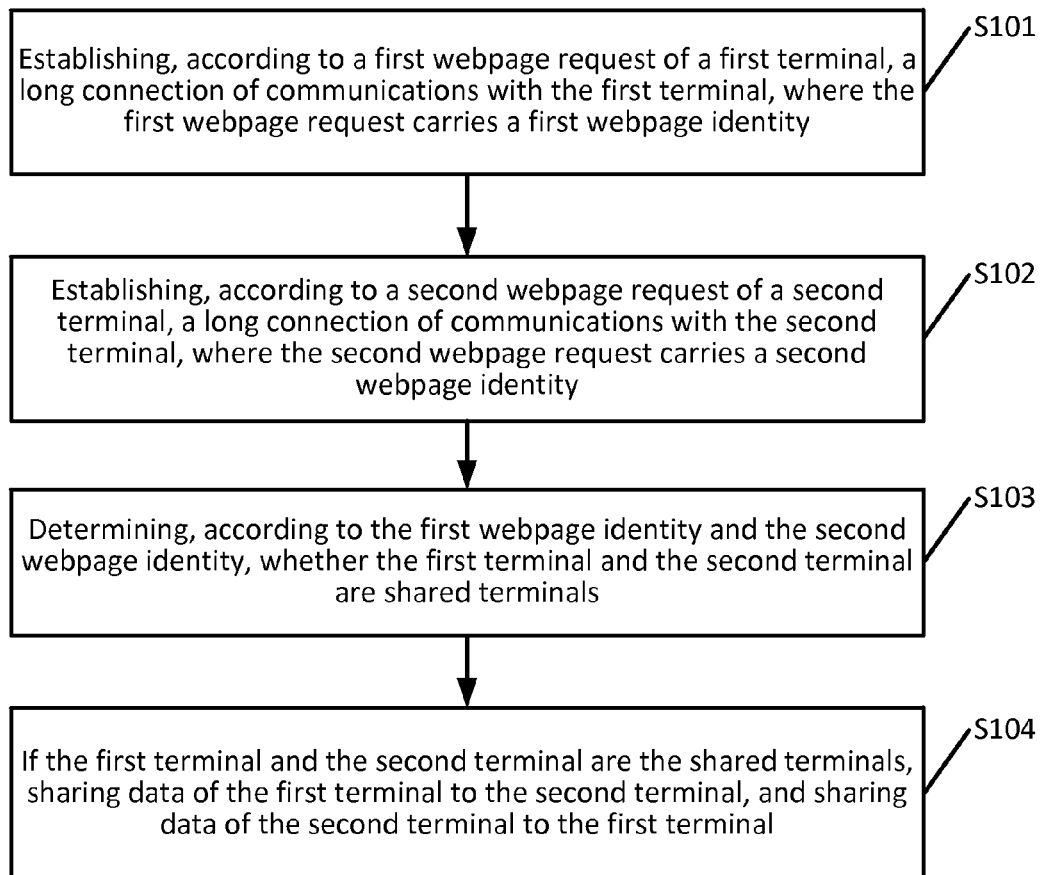 S101
Establishing, according to a first webpage request of a first terminal, a
long connection of communications with the first terminal, where the
first webpage request carries a first webpage identity
S102
Establishing, according to a second webpage request of a second
terminal, a long connection of communications with the second
terminal, where the second webpage request carries a second
webpage identity
S103
Determining, according to the first webpage identity and the second
webpage identity, whether the first terminal and the second terminal
are shared terminals
S104
If the first terminal and the second terminal are the shared terminals,
sharing data of the first terminal to the second terminal, and sharing
data of the second terminal to the first terminal